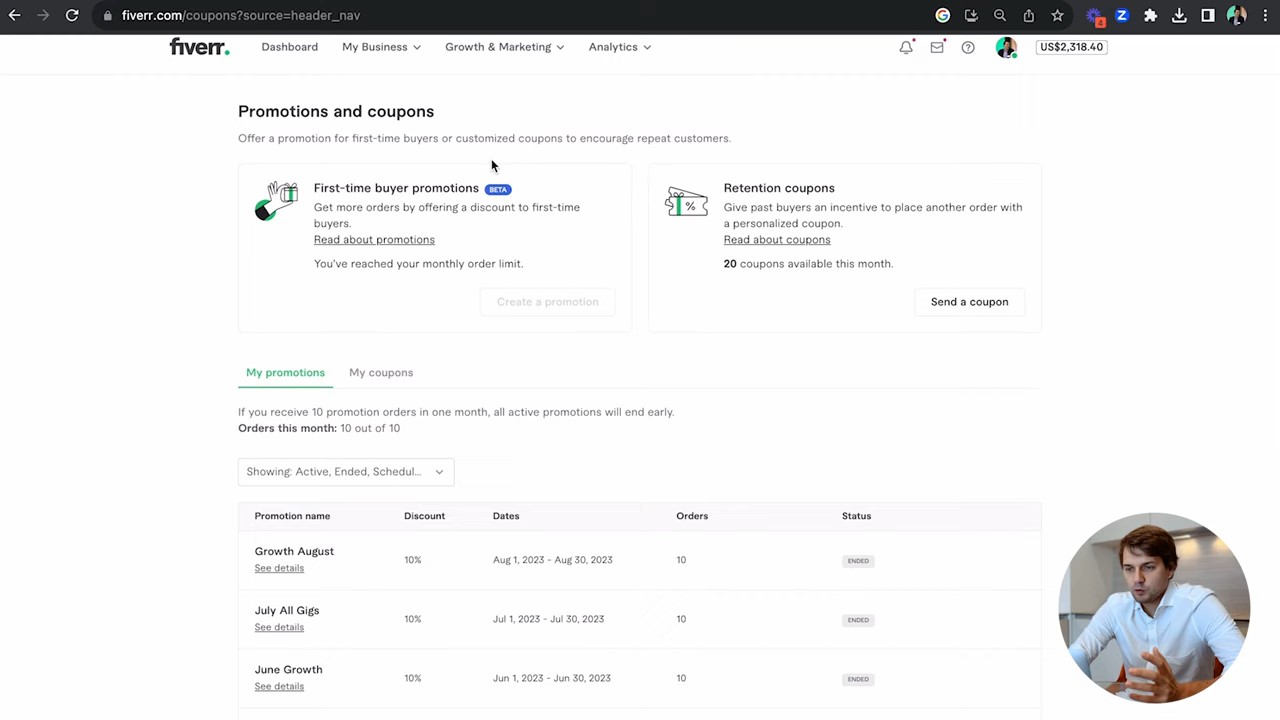 fiverr.com/coupons?source=header_nav
4
Z
fiverr.
Dashboard
My Business
Growth & Marketing
Analytics
US$2,318.40
Promotions and coupons
Offer a promotion for first-time buyers or customized coupons to encourage repeat customers.
First-time buyer promotions BETA
Get more orders by offering a discount to first-time
buyers.
Read about promotions
You've reached your monthly order limit.
Create a promotion
%
Retention coupons
Give past buyers an incentive to place another order with
a personalized coupon.
Read about coupons
20 coupons available this month.
Send a coupon
My promotions
My coupons
If you receive 10 promotion orders in one month, all active promotions will end early.
Orders this month: 10 out of 10
Showing: Active, Ended, Schedul...
Promotion name Discount Dates Orders Status
Growth August 10% Aug 1, 2023 - Aug 30, 2023 10 ENDED
See details
July All Gigs 10% Jul 1, 2023 - Jul 30, 2023 10 ENDED
See details
June Growth 10% Jun 1, 2023 - Jun 30, 2023 10 ENDED
See details